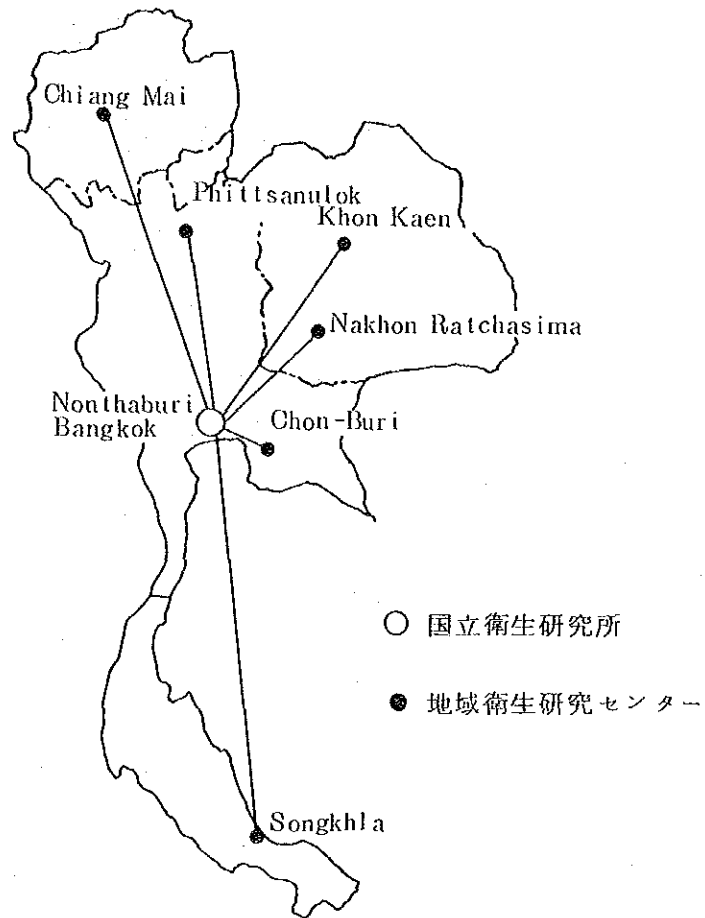 Chiang Mai
Phittsanulok
Khon Kaen
Nakhon Ratchasima
Nonthaburi
Bangkok
Chon-Buri
国立衛生研究所
地域衛生研究センター
Songkhla